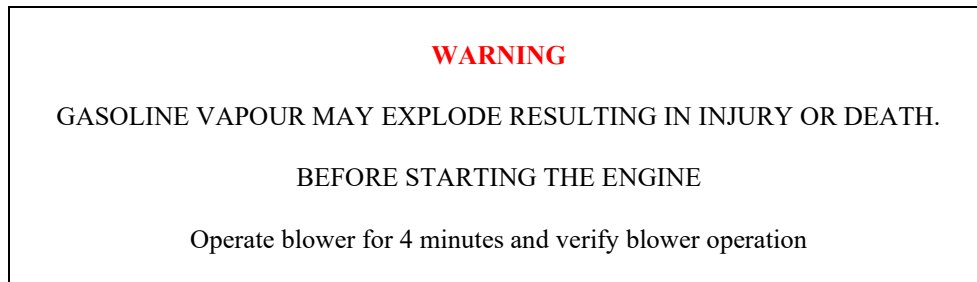 WARNING
GASOLINE VAPOUR MAY EXPLODE RESULTING IN INJURY OR DEATH.
BEFORE STARTING THE ENGINE
Operate blower for 4 minutes and verify blower operation